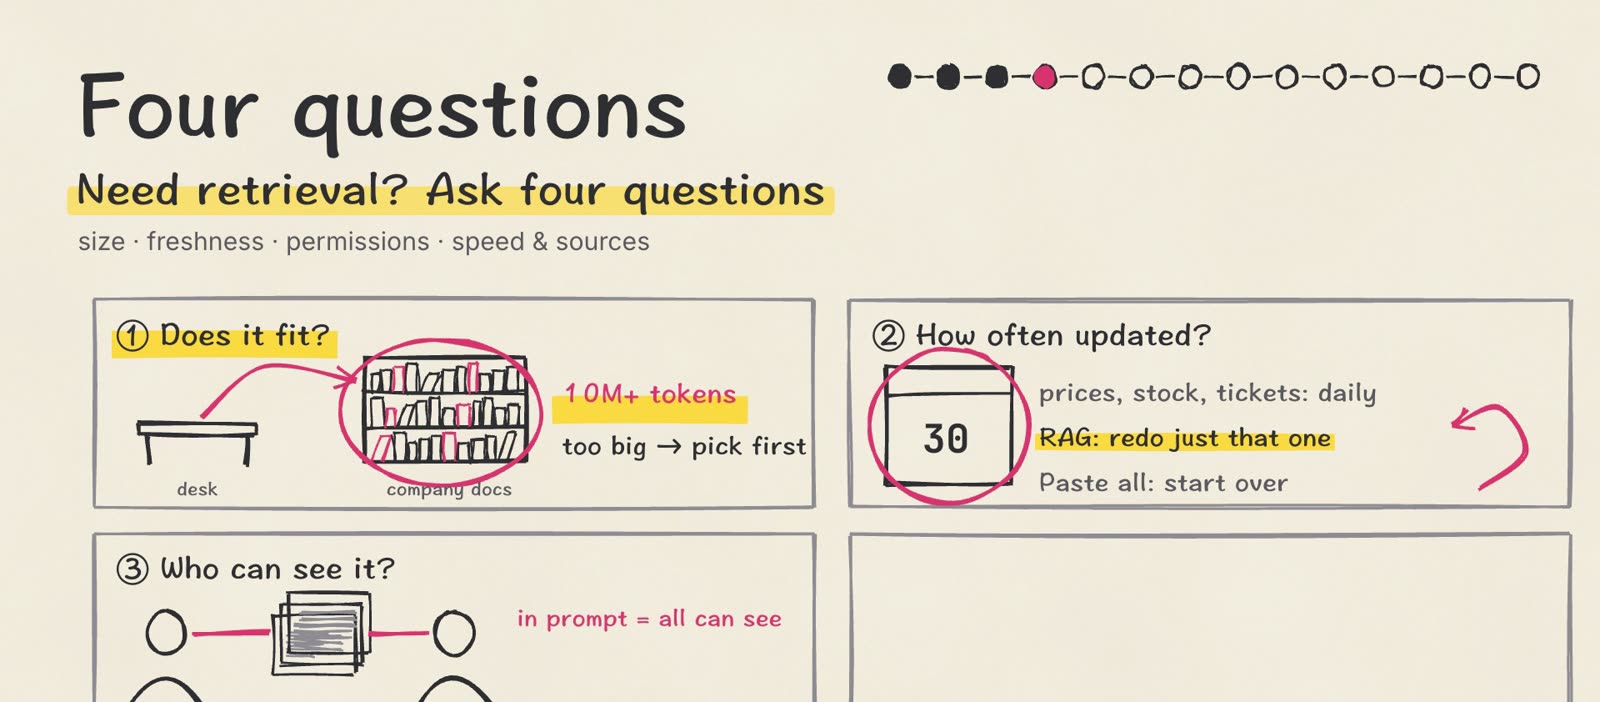 Four questions
Need retrieval? Ask four questions
size · freshness · permissions · speed & sources
① Does it fit?
10M+ tokens
too big → pick first
desk
company docs
② How often updated?
30
prices, stock, tickets: daily
RAG: redo just that one
Paste all: start over
③ Who can see it?
in prompt = all can see